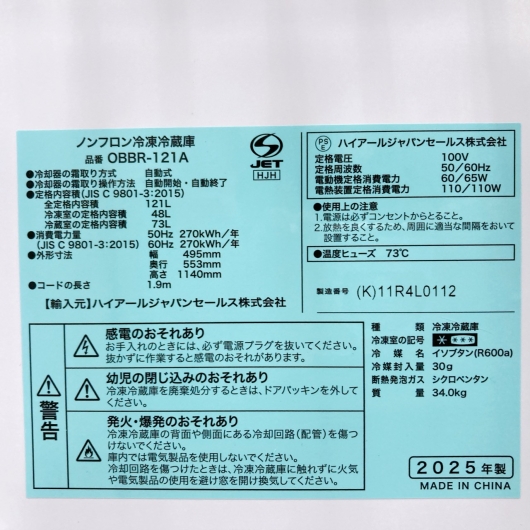 ノンフロン冷凍冷蔵庫
品番 OBBR-121A
JET
HJH
●冷却器の霜取り方式 自動式
●冷却器の霜取り操作方法 自動開始・自動終了
●定格内容積(JIS C 9801-3:2015)
全定格内容積 121L
冷凍室の定格内容積 48L
冷蔵室の定格内容積 73L
●消費電力量 50Hz 270kWh/年
(JIS C 9801-3:2015) 60Hz 270kWh/年
●外形寸法 幅 495mm
奥行 553mm
高さ 1140mm
●コードの長さ 1.9m
【輸入元】ハイアールジャパンセールス株式会社
PS
E
ハイアールジャパンセールス株式会社
定格電圧 100V
定格周波数 50/60Hz
電動機定格消費電力 60/65W
電熱装置定格消費電力 110/110W
●使用上の注意
1.電源は必ずコンセントからとること。
2.放熱を良くするため、周囲に適当な間隔をおいて
設置すること。
●温度ヒューズ 73℃
製造番号 (K)11R4L0112
警告
感電のおそれあり
お手入れのときには、必ず電源プラグを抜いてください。
抜かずに作業すると感電のおそれがあります。
幼児の閉じ込みのおそれあり
冷凍冷蔵庫を廃棄処分するときは、ドアパッキンを外して
ください。
発火・爆発のおそれあり
冷凍冷蔵庫の背面や側面にある冷却回路(配管)を傷つ
けないでください。
庫内では電気製品を使用しないでください。
冷却回路を傷つけたときは、冷凍冷蔵庫に触れずに火気
や電気製品の使用を避け窓を開け換気してください。
種類 冷凍冷蔵庫
冷凍室の記号 * ***
冷媒名 イソブタン(R600a)
冷媒封入量 30g
断熱発泡ガス シクロペンタン
質量 34.0kg
2025年製
MADE IN CHINA